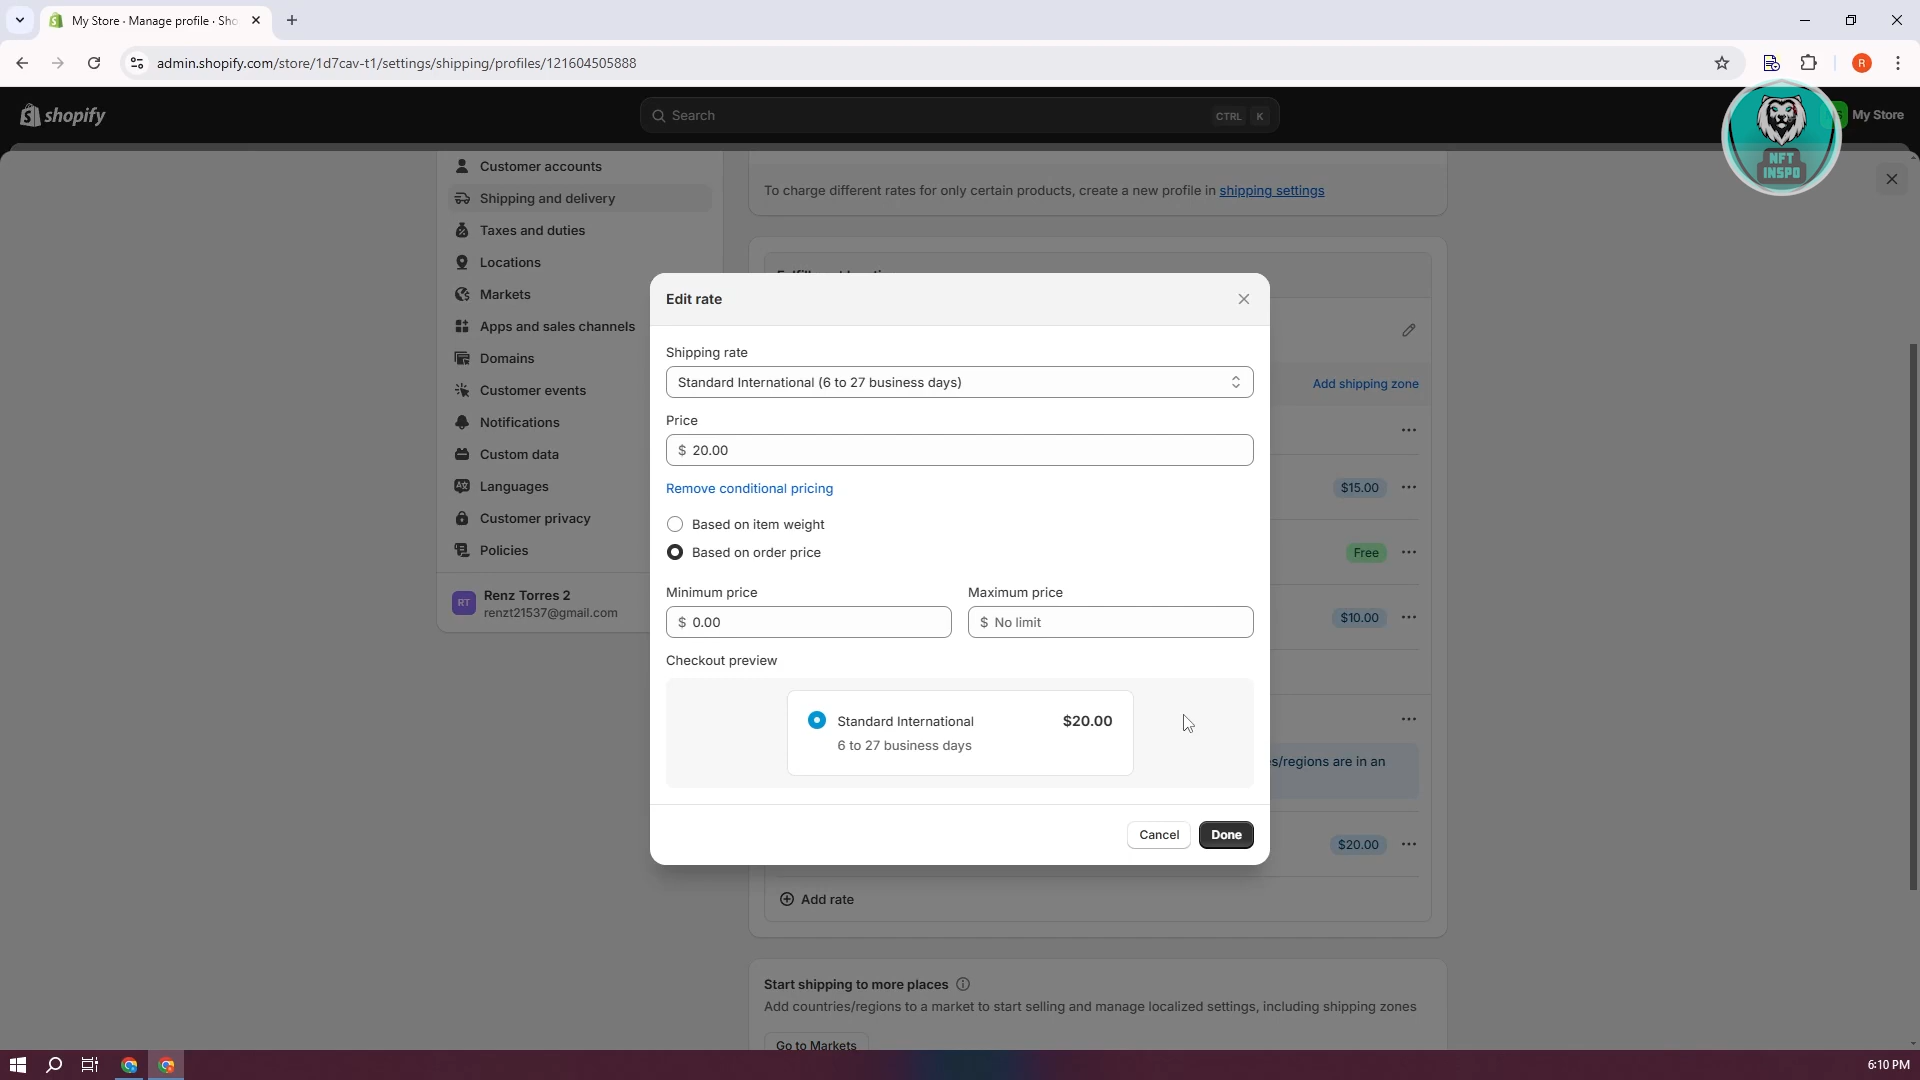 My Store · Manage profile · Sho
admin.shopify.com/store/1d7cav-t1/settings/shipping/profiles/121604505888
R
shopify
Search
CTRL K
My Store
NFT
INSPO
Customer accounts
Shipping and delivery
Taxes and duties
Locations
Markets
Apps and sales channels
Domains
Customer events
Notifications
Custom data
Languages
Customer privacy
Policies
RT
Renz Torres 2
renzt21537@gmail.com
To charge different rates for only certain products, create a new profile in shipping settings
Add shipping zone
$15.00
Free
$10.00
s/regions are in an
$20.00
Add rate
Start shipping to more places
Add countries/regions to a market to start selling and manage localized settings, including shipping zones
Go to Markets
Edit rate
Shipping rate
Standard International (6 to 27 business days)
Price
$ 20.00
Remove conditional pricing
Based on item weight
Based on order price
Minimum price
$ 0.00
Maximum price
$ No limit
Checkout preview
Standard International
$20.00
6 to 27 business days
Cancel
Done
6:10 PM